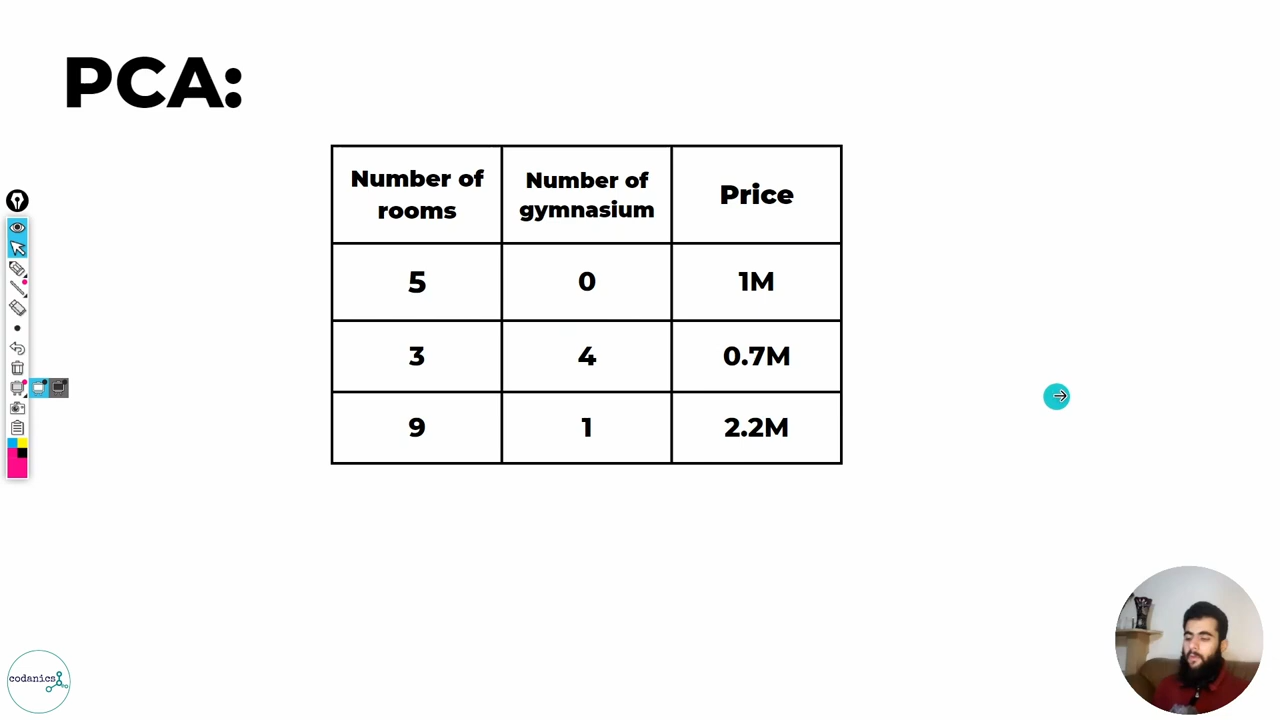 PCA:
Number of
rooms
Number of
gymnasium
Price
5
0
1M
3
4
0.7M
9
1
2.2M
codanics